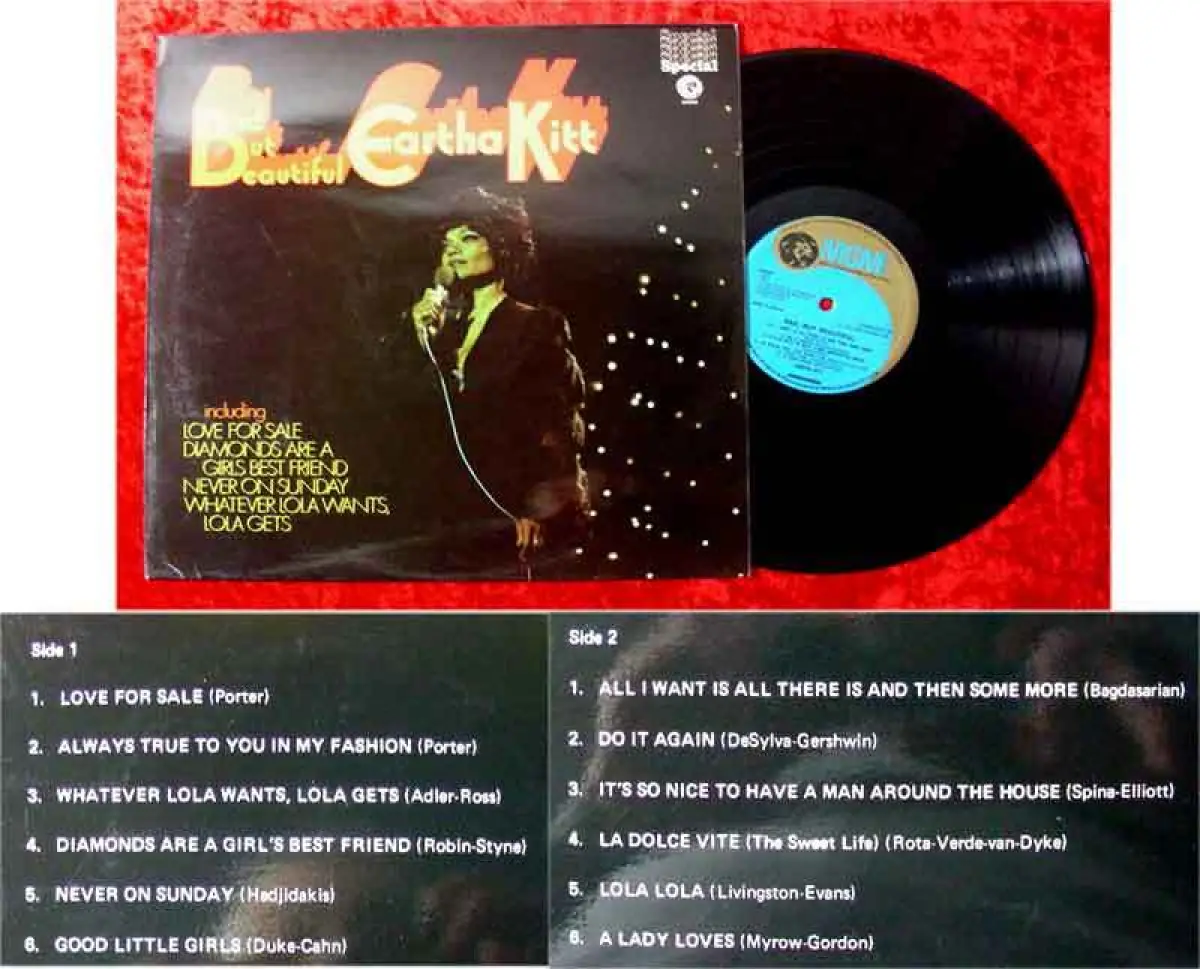 Bad
But
Beautiful
Eartha Kitt
Special
including
LOVE FOR SALE
DIAMONDS ARE A
GIRLS BEST FRIEND
NEVER ON SUNDAY
WHATEVER LOLA WANTS,
LOLA GETS
MGM
BAD, BUT BEAUTIFUL
Side 1
1. LOVE FOR SALE (Porter)
2. ALWAYS TRUE TO YOU IN MY FASHION (Porter)
3. WHATEVER LOLA WANTS, LOLA GETS (Adler-Ross)
4. DIAMONDS ARE A GIRL'S BEST FRIEND (Robin-Styne)
5. NEVER ON SUNDAY (Hadjidakis)
6. GOOD LITTLE GIRLS (Duke-Cahn)
Side 2
1. ALL I WANT IS ALL THERE IS AND THEN SOME MORE (Bagdasarian)
2. DO IT AGAIN (DeSylva-Gershwin)
3. IT'S SO NICE TO HAVE A MAN AROUND THE HOUSE (Spina-Elliott)
4. LA DOLCE VITE (The Sweet Life) (Rota-Verde-van-Dyke)
5. LOLA LOLA (Livingston-Evans)
6. A LADY LOVES (Myrow-Gordon)